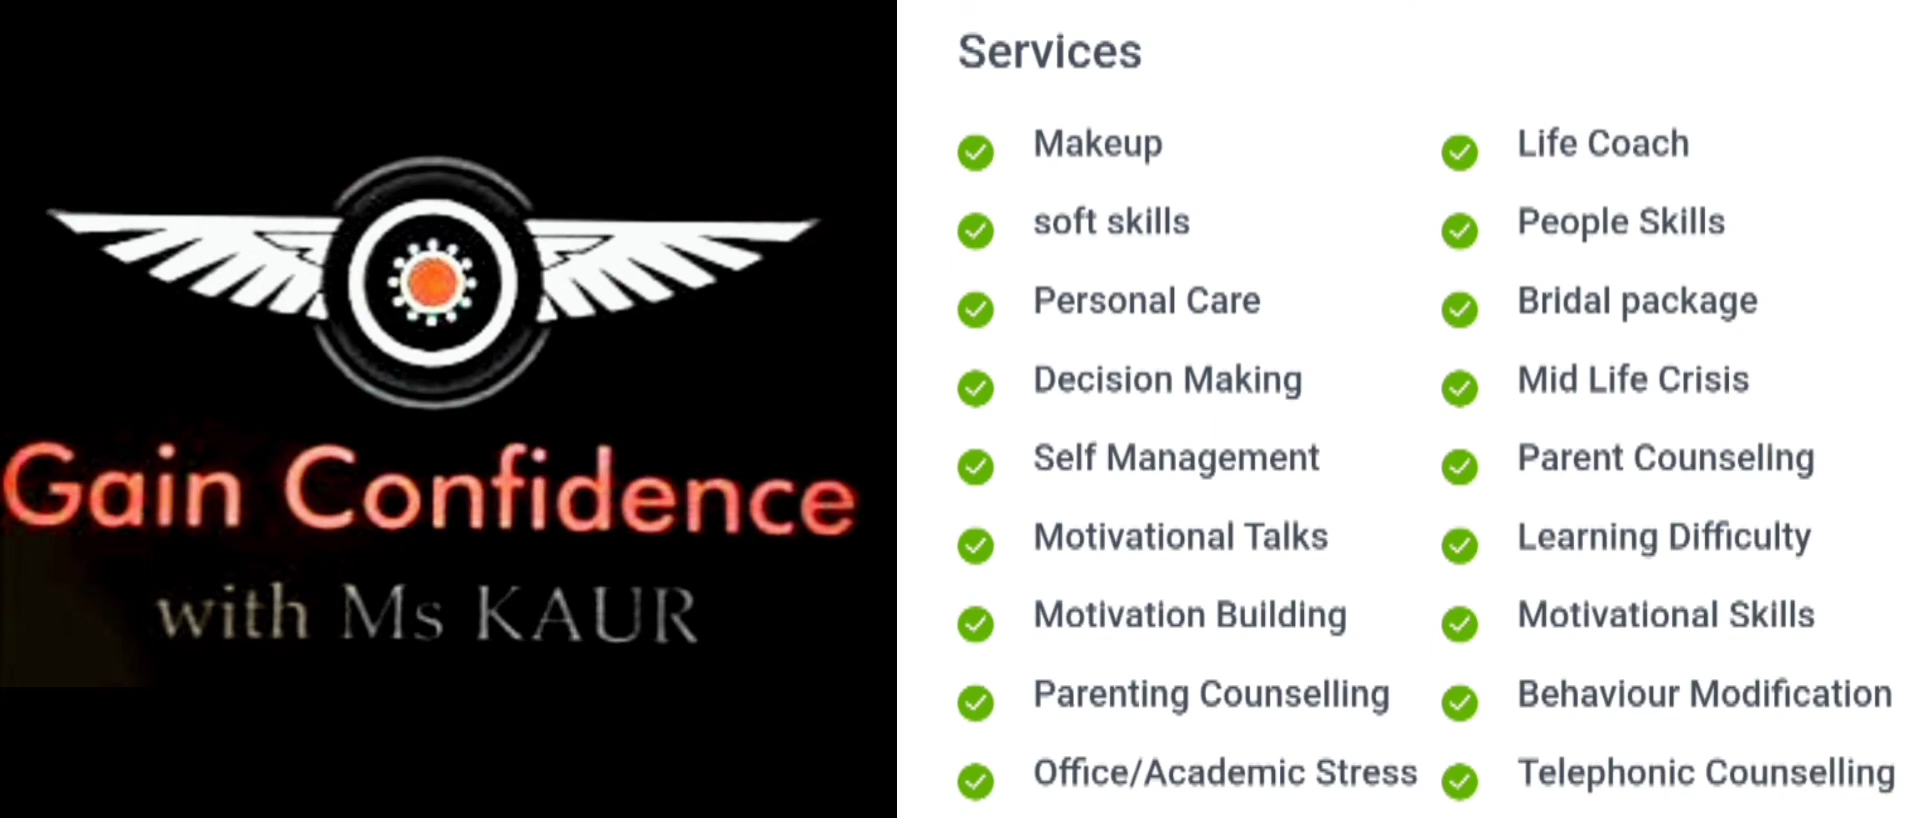 Gain Confidence
with Ms KAUR
Services
Makeup
Life Coach
soft skills
People Skills
Personal Care
Bridal package
Decision Making
Mid Life Crisis
Self Management
Parent Counseling
Motivational Talks
Learning Difficulty
Motivation Building
Motivational Skills
Parenting Counselling
Behaviour Modification
Office/Academic Stress
Telephonic Counselling